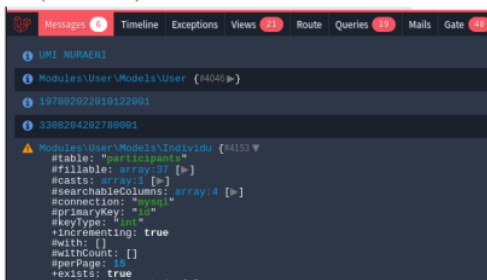 Messages 6 Timeline Exceptions Views 21 Route Queries 19 Mails Gate 48
UMI NURAENI
Modules\User\Models\User {#4046▶}
197802022010122001
3308204202780001
Modules\User\Models\Individu {#4153▼
#table: "participants"
#fillable: array:37 [▶]
#casts: array:1 [▶]
#searchableColumns: array:4 [▶]
#connection: "mysql"
#primaryKey: "id"
#keyType: "int"
+incrementing: true
#with: []
#withCount: []
#perPage: 15
+exists: true